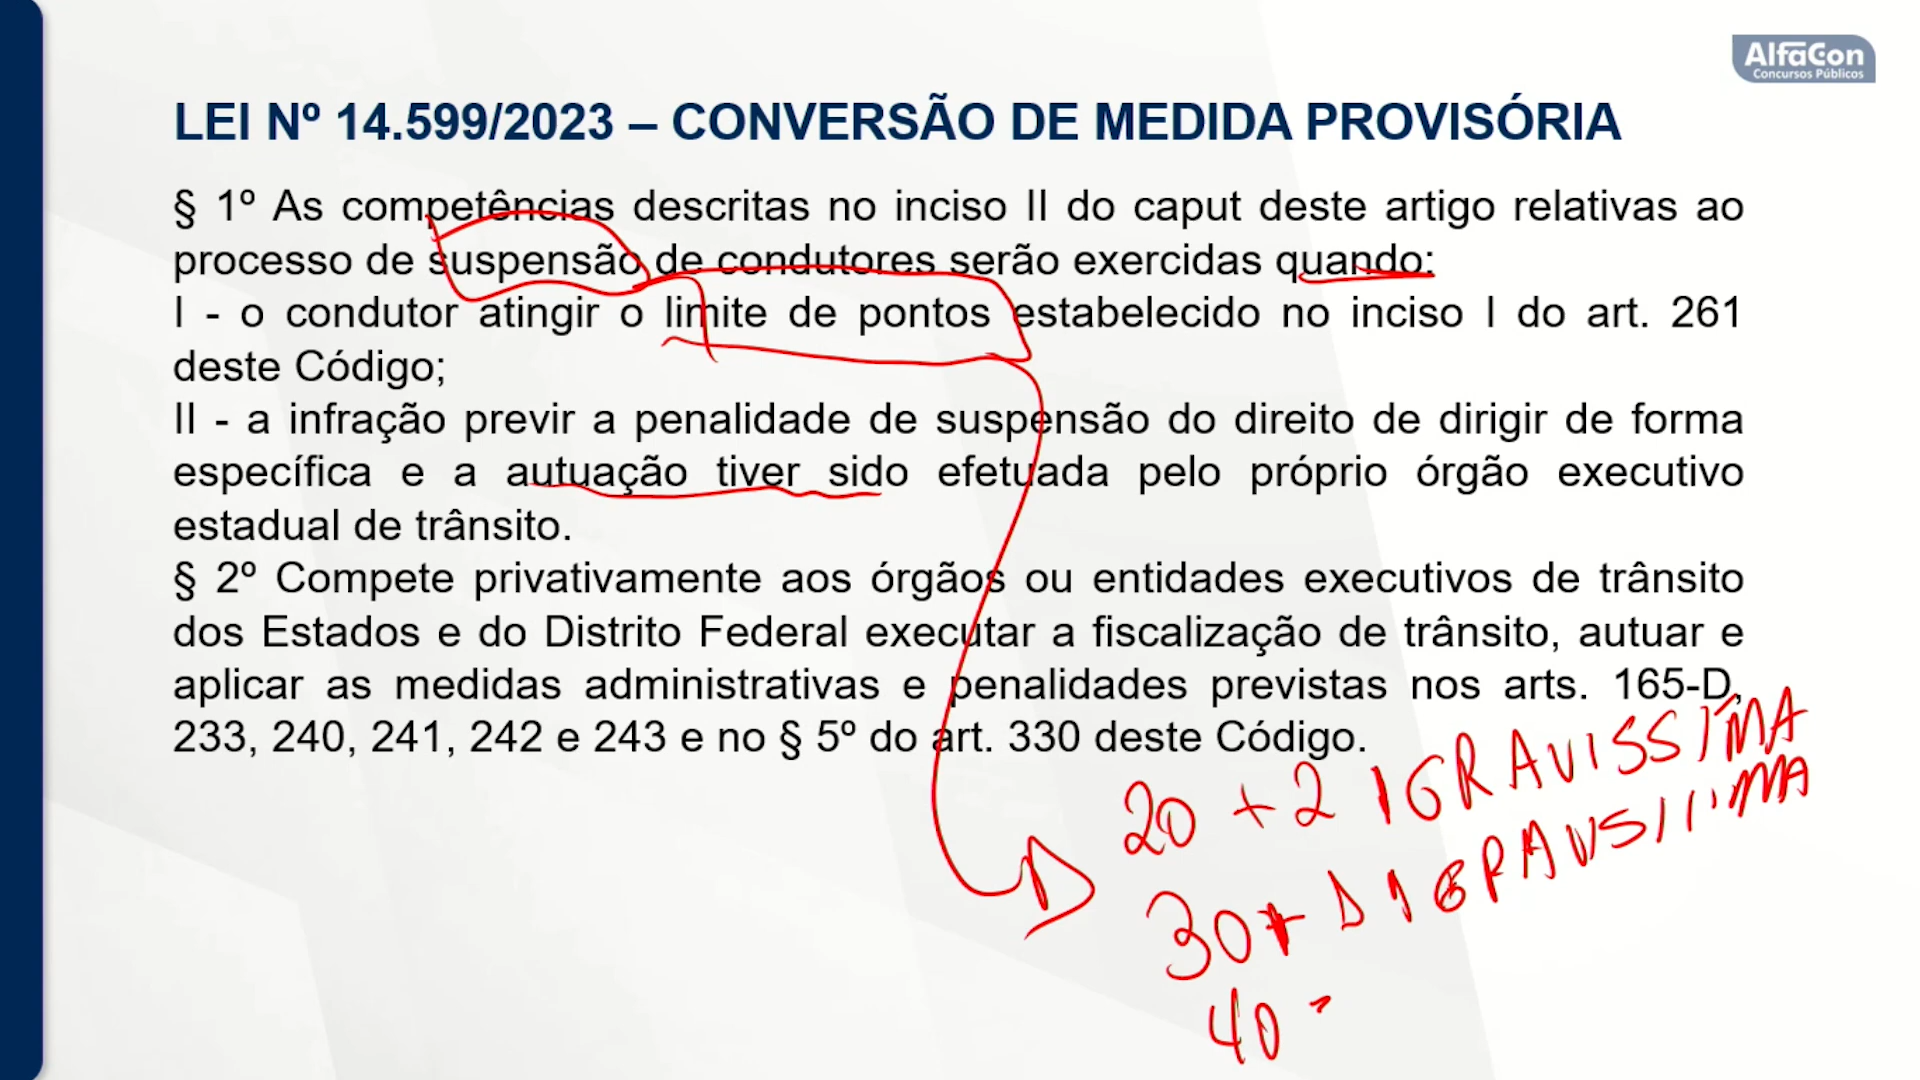 AlfaCon
Concursos Públicos
LEI Nº 14.599/2023 – CONVERSÃO DE MEDIDA PROVISÓRIA
§ 1º As competências descritas no inciso II do caput deste artigo relativas ao
processo de suspensão de condutores serão exercidas quando:
I - o condutor atingir o limite de pontos estabelecido no inciso I do art. 261
deste Código;
II - a infração previr a penalidade de suspensão do direito de dirigir de forma
específica e a autuação tiver sido efetuada pelo próprio órgão executivo
estadual de trânsito.
§ 2º Compete privativamente aos órgãos ou entidades executivos de trânsito
dos Estados e do Distrito Federal executar a fiscalização de trânsito, autuar e
aplicar as medidas administrativas e penalidades previstas nos arts. 165-D,
233, 240, 241, 242 e 243 e no § 5º do art. 330 deste Código.
20 + 2 GRAVISSIMA
30 1
40